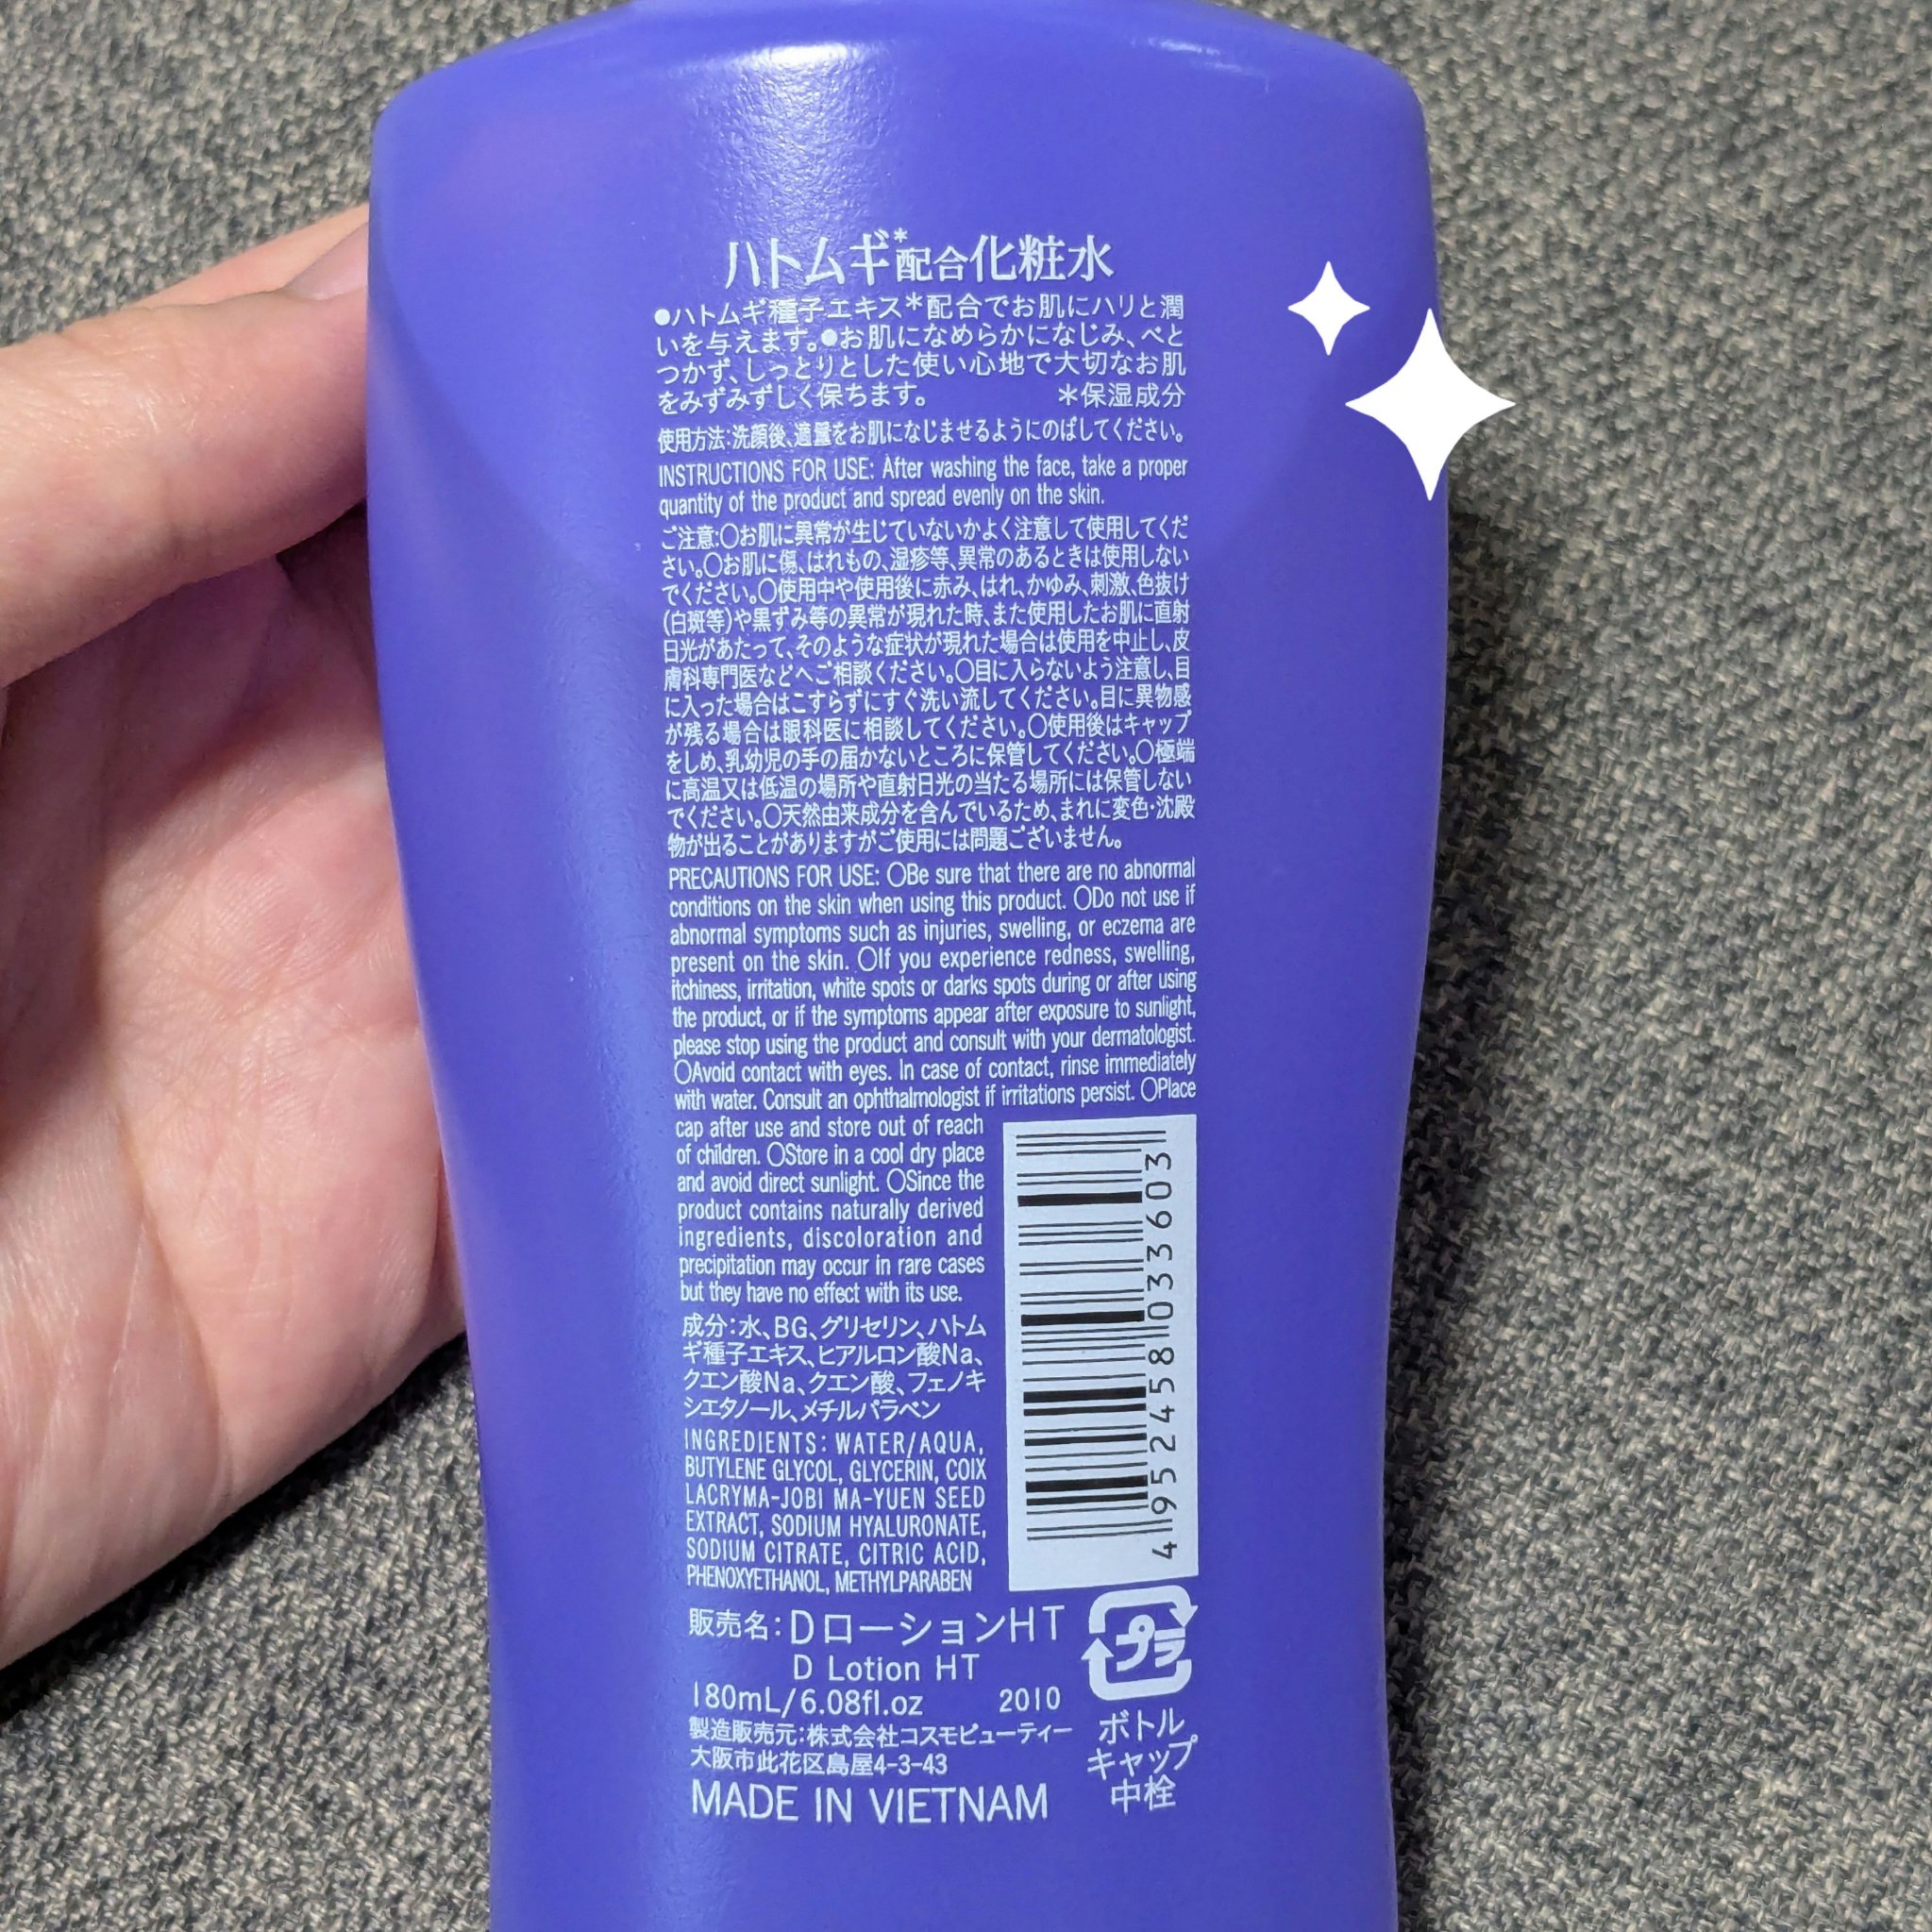 ハトムギ*配合化粧水
●ハトムギ種子エキス*配合でお肌にハリと潤
いを与えます。●お肌になめらかになじみ、べと
つかず、しっとりとした使い心地で大切なお肌
をみずみずしく保ちます。 *保湿成分
使用方法:洗顔後、適量をお肌になじませるようにのばしてください。
INSTRUCTIONS FOR USE: After washing the face, take a proper
quantity of the product and spread evenly on the skin.
ご注意:○お肌に異常が生じていないかよく注意して使用してくだ
さい。○お肌に傷、はれもの、湿疹等、異常のあるときは使用しない
でください。○使用中や使用後に赤み、はれ、かゆみ、刺激、色抜け
(白斑等)や黒ずみ等の異常が現れた時、また使用したお肌に直射
日光があたって、そのような症状が現れた場合は使用を中止し、皮
膚科専門医などへご相談ください。○目に入らないよう注意し、目
に入った場合はこすらずにすぐ洗い流してください。目に異物感
が残る場合は眼科医に相談してください。○使用後はキャップ
をしめ、乳幼児の手の届かないところに保管してください。○極端
に高温又は低温の場所や直射日光の当たる場所には保管しない
でください。○天然由来成分を含んでいるため、まれに変色・沈殿
物が出ることがありますがご使用には問題ございません。
PRECAUTIONS FOR USE: ○Be sure that there are no abnormal
conditions on the skin when using this product. ○Do not use if
abnormal symptoms such as injuries, swelling, or eczema are
present on the skin. ○If you experience redness, swelling,
itchiness, irritation, white spots or darks spots during or after using
the product, or if the symptoms appear after exposure to sunlight,
please stop using the product and consult with your dermatologist.
○Avoid contact with eyes. In case of contact, rinse immediately
with water. Consult an ophthalmologist if irritations persist. ○Place
cap after use and store out of reach
of children. ○Store in a cool dry place
and avoid direct sunlight. ○Since the
product contains naturally derived
ingredients, discoloration and
precipitation may occur in rare cases
but they have no effect with its use.
成分:水、BG、グリセリン、ハトム
ギ種子エキス、ヒアルロン酸Na、
クエン酸Na、クエン酸、フェノキ
シエタノール、メチルパラベン
INGREDIENTS: WATER/AQUA,
BUTYLENE GLYCOL, GLYCERIN, COIX
LACRYMA-JOBI MA-YUEN SEED
EXTRACT, SODIUM HYALURONATE,
SODIUM CITRATE, CITRIC ACID,
PHENOXYETHANOL, METHYLPARABEN
4952458033603
販売名:DローションHT
D Lotion HT
180mL/6.08fl.oz 2010
製造販売元:株式会社コスモビューティー
大阪市此花区島屋4-3-43
MADE IN VIETNAM
プラ
ボトル
キャップ
中栓